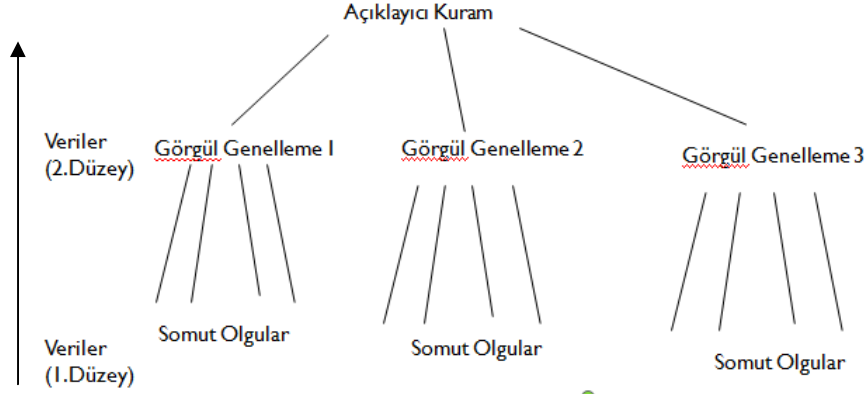 Açıklayıcı Kuram
Veriler
(2.Düzey)
Görgül Genelleme 1
Görgül Genelleme 2
Görgül Genelleme 3
Somut Olgular
Somut Olgular
Somut Olgular
Veriler
(1.Düzey)